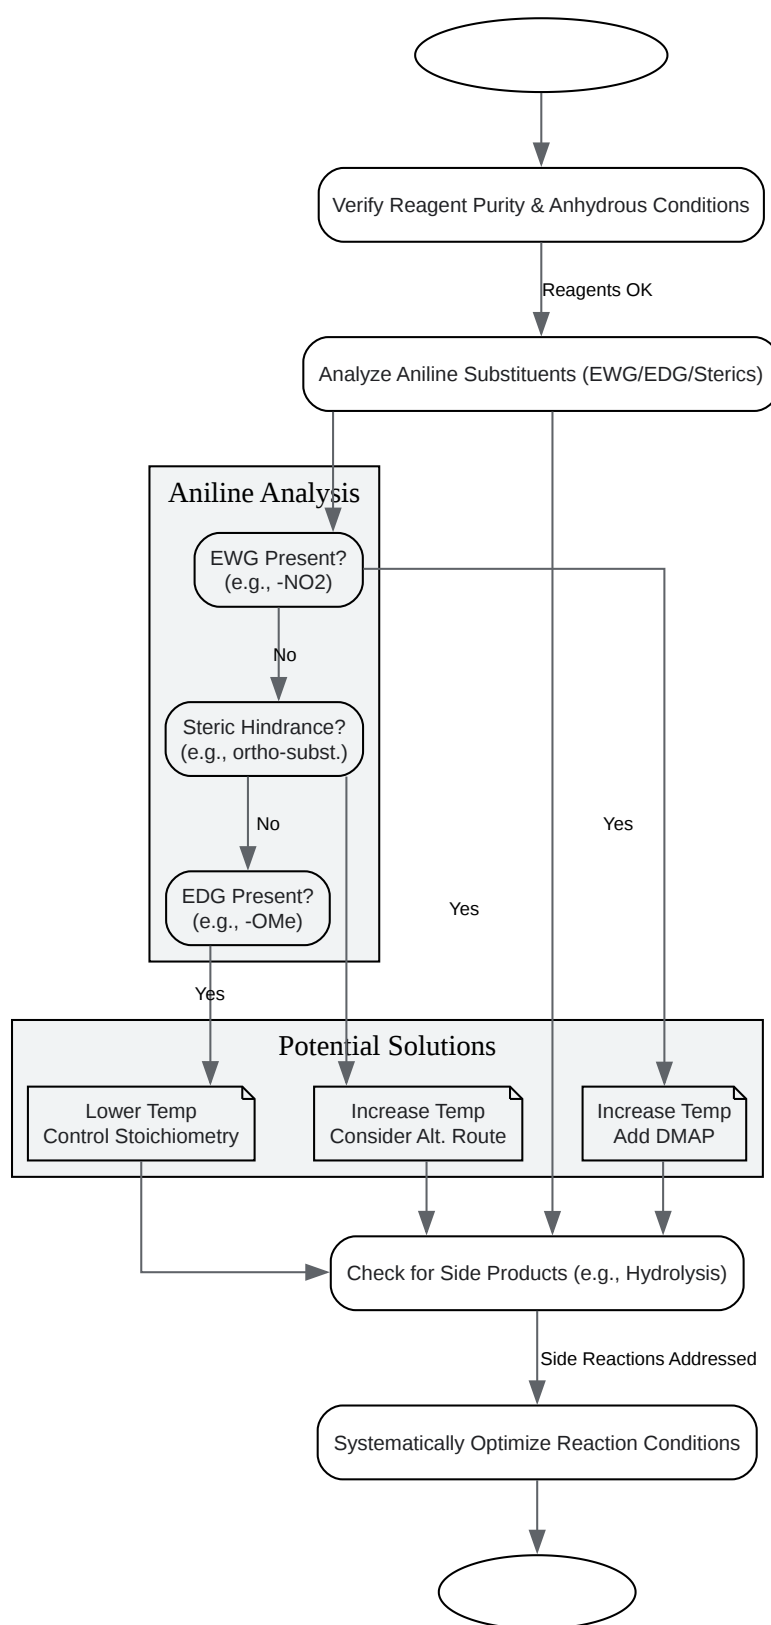 Verify Reagent Purity & Anhydrous Conditions
Reagents OK
Analyze Aniline Substituents (EWG/EDG/Sterics)
Aniline Analysis
EWG Present?
(e.g., -NO2)
No
Steric Hindrance?
(e.g., ortho-subst.)
No
Yes
EDG Present?
(e.g., -OMe)
Yes
Yes
Potential Solutions
Lower Temp
Control Stoichiometry
Increase Temp
Consider Alt. Route
Increase Temp
Add DMAP
Check for Side Products (e.g., Hydrolysis)
Side Reactions Addressed
Systematically Optimize Reaction Conditions